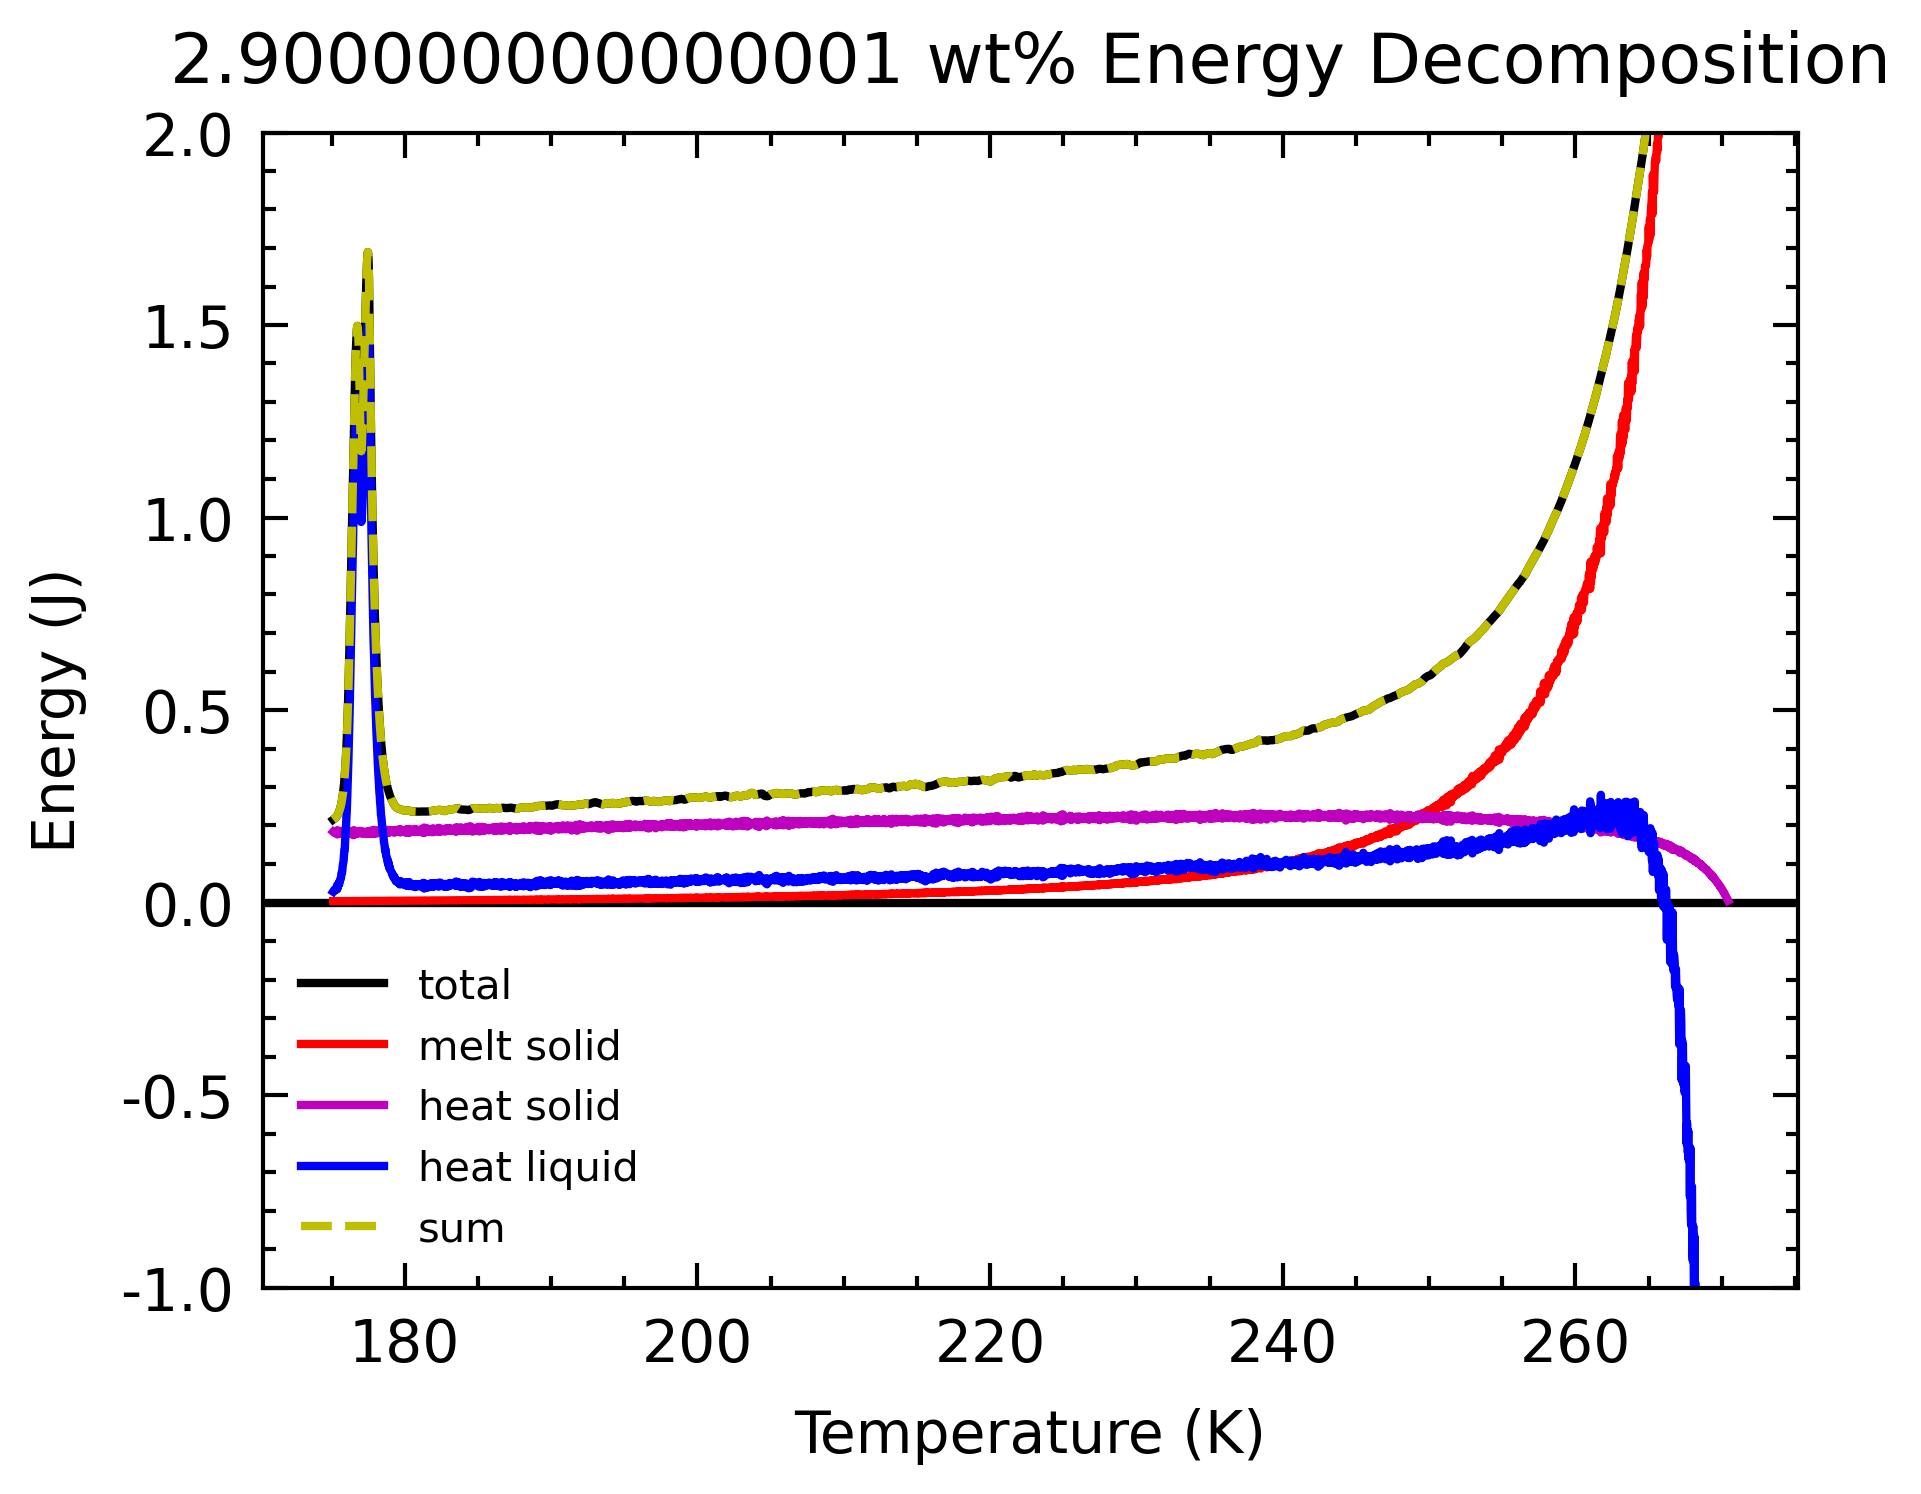 2.9000000000000001 wt% Energy Decomposition
2.0
1.5
1.0
0.5
0.0
-0.5
-1.0
Energy (J)
total
melt solid
heat solid
heat liquid
sum
180 200 220 240 260
Temperature (K)